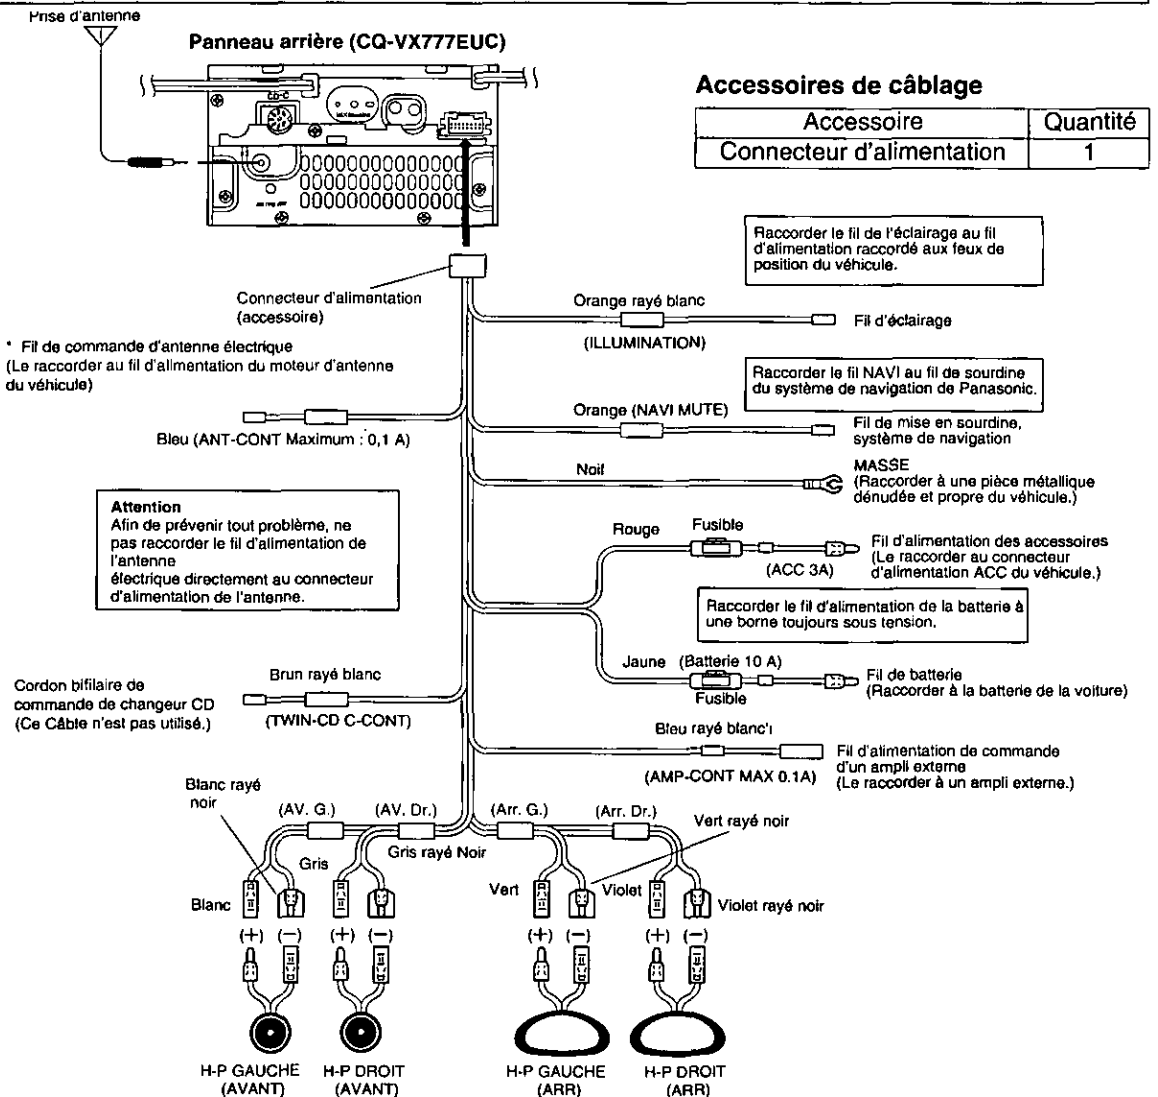 Prise d'antenne
Panneau arrière (CQ-VX777EUC)
CD-C
Accessoires de câblage
Accessoire Quantité
Connecteur d'alimentation 1
Raccorder le fil de l'éclairage au fil
d'alimentation raccordé aux feux de
position du véhicule.
Connecteur d'alimentation
(accessoire)
Orange rayé blanc
(ILLUMINATION)
Fil d'éclairage
* Fil de commande d'antenne électrique
(Le raccorder au fil d'alimentation du moteur d'antenne
du véhicule)
Bleu (ANT-CONT Maximum : 0,1 A)
Raccorder le fil NAVI au fil de sourdine
du système de navigation de Panasonic.
Orange (NAVI MUTE)
Fil de mise en sourdine,
système de navigation
Noir
MASSE
(Raccorder à une pièce métallique
dénudée et propre du véhicule.)
Attention
Afin de prévenir tout problème, ne
pas raccorder le fil d'alimentation de
l'antenne
électrique directement au connecteur
d'alimentation de l'antenne.
Rouge
Fusible
(ACC 3A)
Fil d'alimentation des accessoires
(Le raccorder au connecteur
d'alimentation ACC du véhicule.)
Raccorder le fil d'alimentation de la batterie à
une borne toujours sous tension.
Jaune (Batterie 10 A)
Fusible
Fil de batterie
(Raccorder à la batterie de la voiture)
Cordon bifilaire de
commande de changeur CD
(Ce Câble n'est pas utilisé.)
Brun rayé blanc
(TWIN-CD C-CONT)
Bleu rayé blanc'ı
(AMP-CONT MAX 0.1A)
Fil d'alimentation de commande
d'un ampli externe
(Le raccorder à un ampli externe.)
Blanc rayé
noir
(AV. G.) (AV. Dr.) (Arr. G.) (Arr. Dr.)
Vert rayé noir
Gris
Gris rayé Noir
Blanc
Vert
Violet
Violet rayé noir
(+) (−) (+) (−) (+) (−) (+) (−)
H-P GAUCHE
(AVANT)
H-P DROIT
(AVANT)
H-P GAUCHE
(ARR)
H-P DROIT
(ARR)